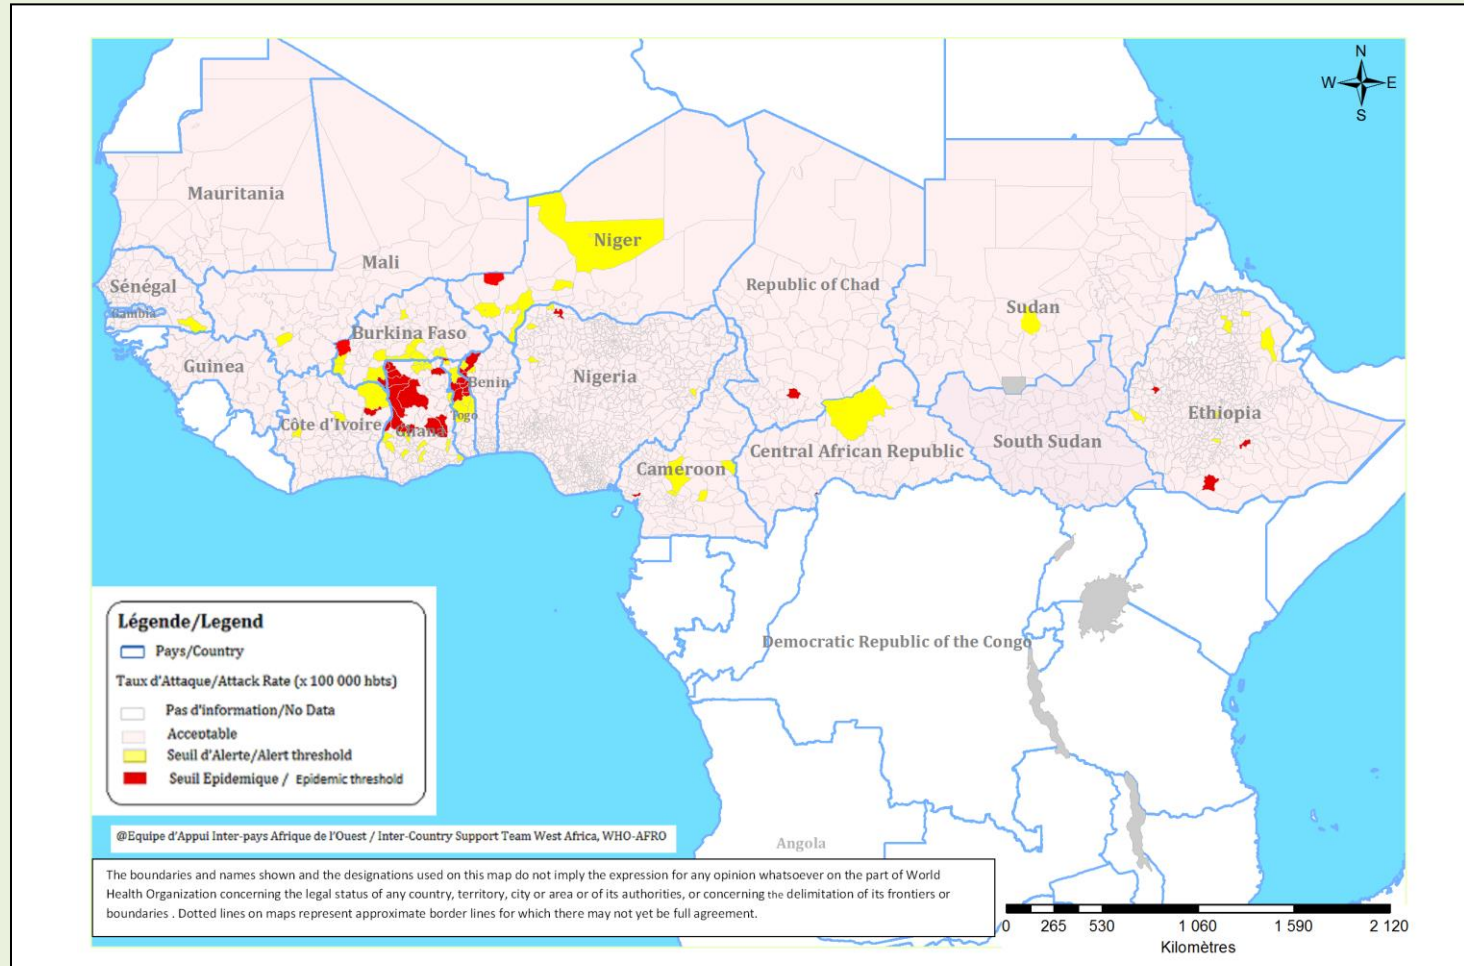 N
W E
S
Mauritania
Mali
Niger
Sénégal
Gambia
Burkina Faso
Republic of Chad
Sudan
Guinea
Benin
Nigeria
Togo
Côte d'Ivoire
Ghana
Ethiopia
South Sudan
Central African Republic
Cameroon
Democratic Republic of the Congo
Angola
Légende/Legend
Pays/Country
Taux d'Attaque/Attack Rate (x 100 000 hbts)
Pas d'information/No Data
Acceptable
Seuil d'Alerte/Alert threshold
Seuil Epidemique / Epidemic threshold
@Equipe d'Appui Inter-pays Afrique de l'Ouest / Inter-Country Support Team West Africa, WHO-AFRO
The boundaries and names shown and the designations used on this map do not imply the expression for any opinion whatsoever on the part of World
Health Organization concerning the legal status of any country, territory, city or area or of its authorities, or concerning the delimitation of its frontiers or
boundaries . Dotted lines on maps represent approximate border lines for which there may not yet be full agreement.
0 265 530 1 060 1 590 2 120
Kilomètres